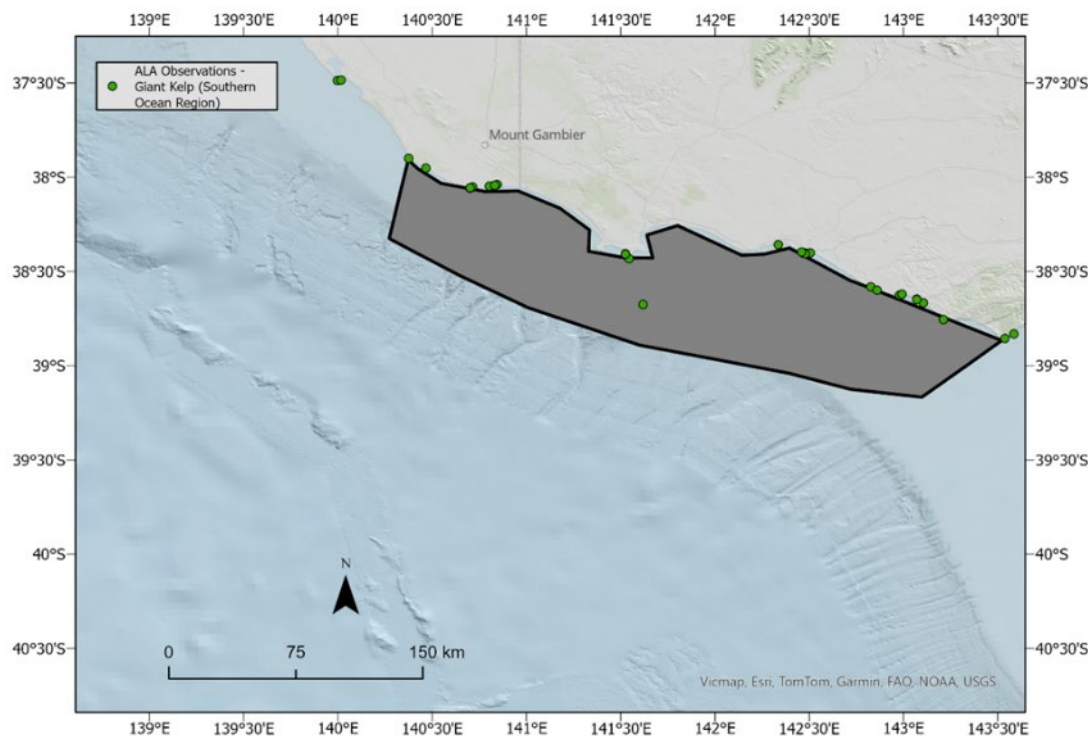 139°E 139°30'E 140°E 140°30'E 141°E 141°30'E 142°E 142°30'E 143°E 143°30'E
ALA Observations -
Giant Kelp (Southern
Ocean Region)
37°30'S 37°30'S
Mount Gambier
38°S 38°S
38°30'S 38°30'S
39°S 39°S
39°30'S 39°30'S
40°S 40°S
N
0 75 150 km
40°30'S 40°30'S
Vicmap, Esri, TomTom, Garmin, FAO, NOAA, USGS
139°E 139°30'E 140°E 140°30'E 141°E 141°30'E 142°E 142°30'E 143°E 143°30'E